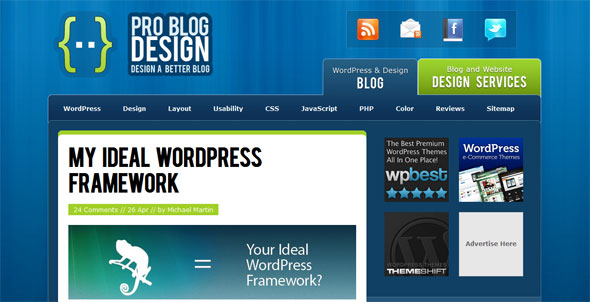 {··}
PRO BLOG
DESIGN
DESIGN A BETTER BLOG
WordPress & Design
BLOG
Blog and Website
DESIGN SERVICES
WordPress Design Layout Usability CSS JavaScript PHP Color Reviews Sitemap
MY IDEAL WORDPRESS
FRAMEWORK
24 Comments // 26 Apr // by Michael Martin
=
Your Ideal
WordPress
Framework?
The Best Premium
WordPress Themes
All In One Place!
wpbest
WordPress
e-Commerce Themes
WORDPRESS THEMES
THEMESHIFT
Advertise Here